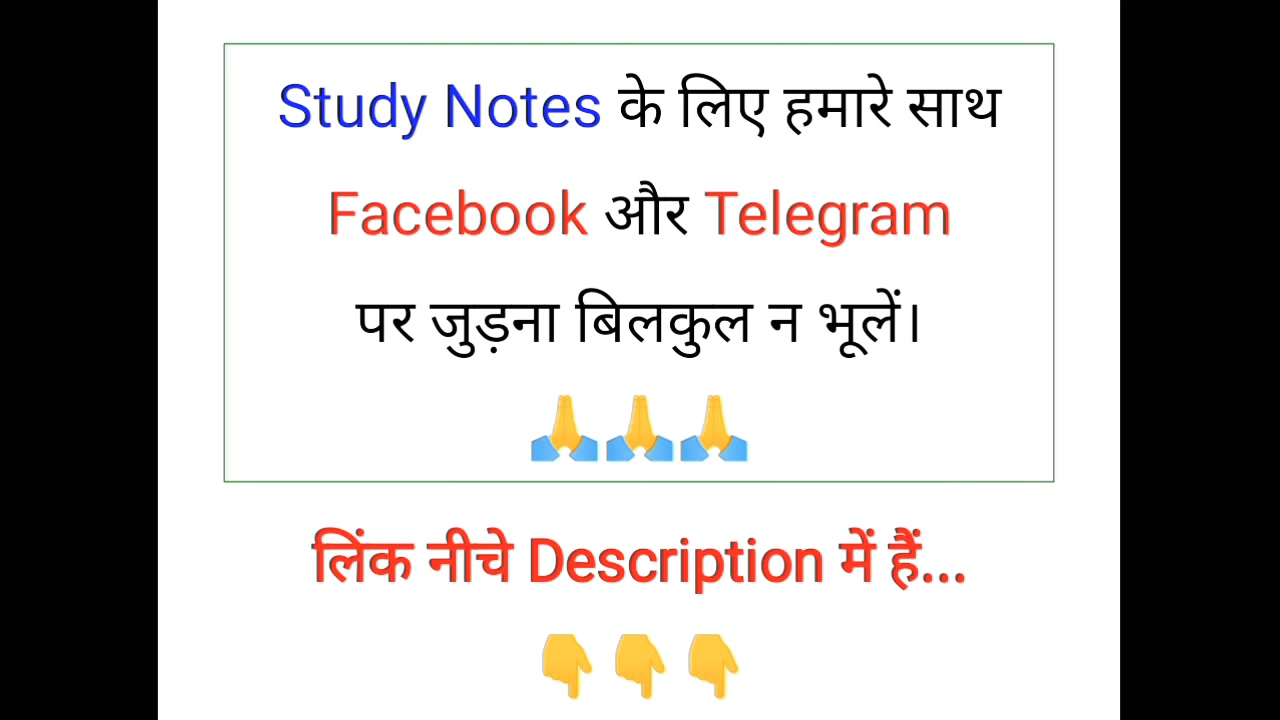 Study Notes के लिए हमारे साथ
Facebook और Telegram
पर जुड़ना बिलकुल न भूलें।
🙏🙏🙏
लिंक नीचे Description में हैं...
👇👇👇